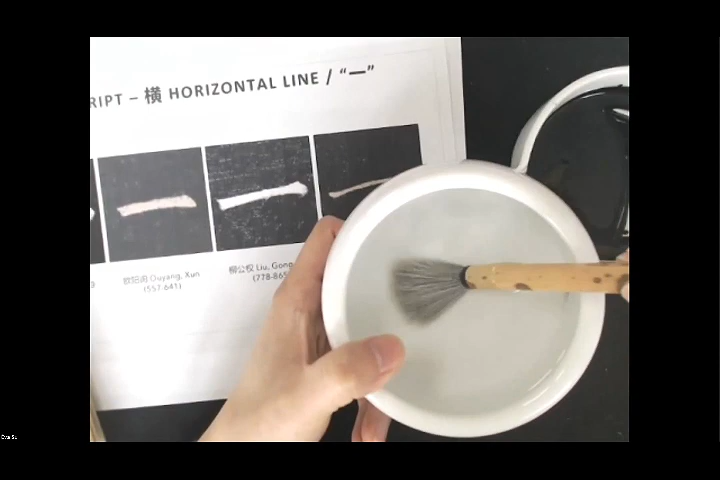 RIPT – 横 HORIZONTAL LINE / “一”
欧阳询 Ouyang, Xun
(557-641)
柳公权 Liu, Gong
(778-865